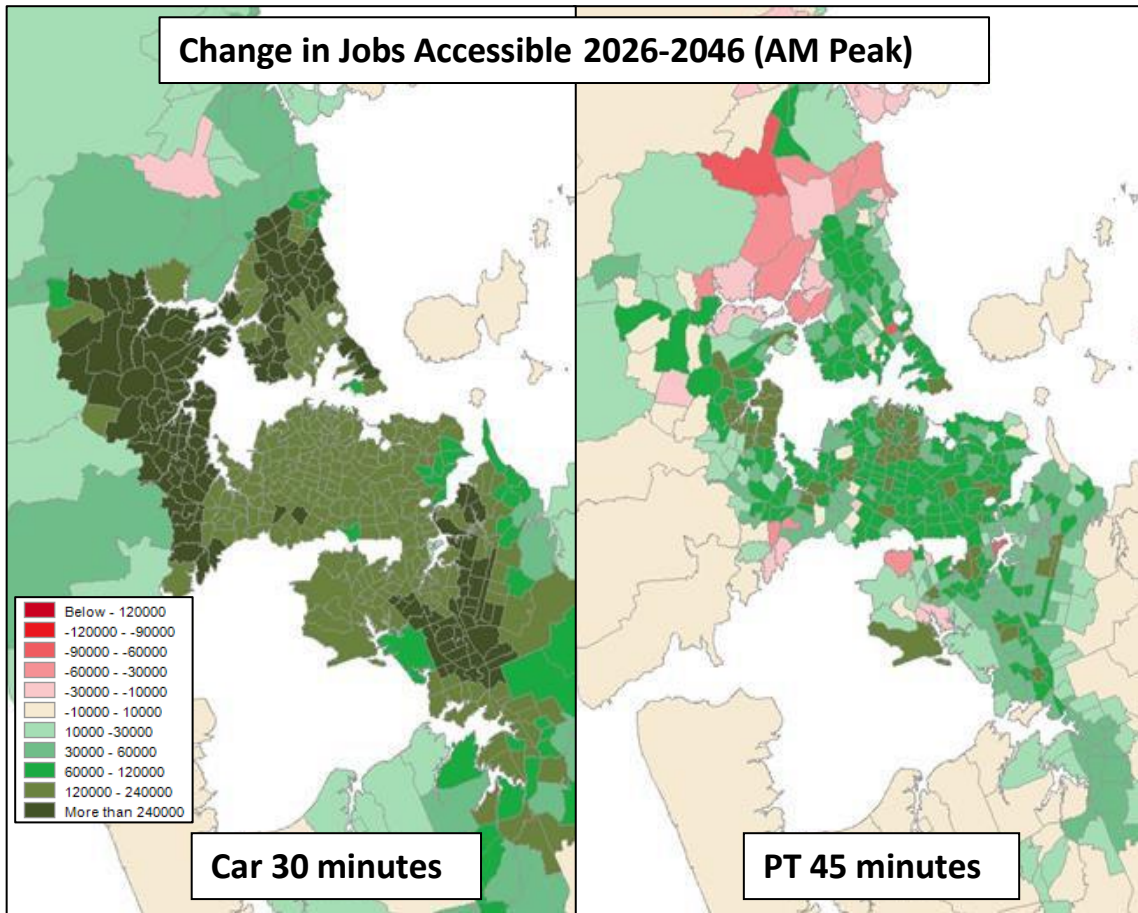 Change in Jobs Accessible 2026-2046 (AM Peak)
Below - 120000
-120000 - -90000
-90000 - -60000
-60000 - -30000
-30000 - -10000
-10000 - 10000
10000 -30000
30000 - 60000
60000 - 120000
120000 - 240000
More than 240000
Car 30 minutes
PT 45 minutes